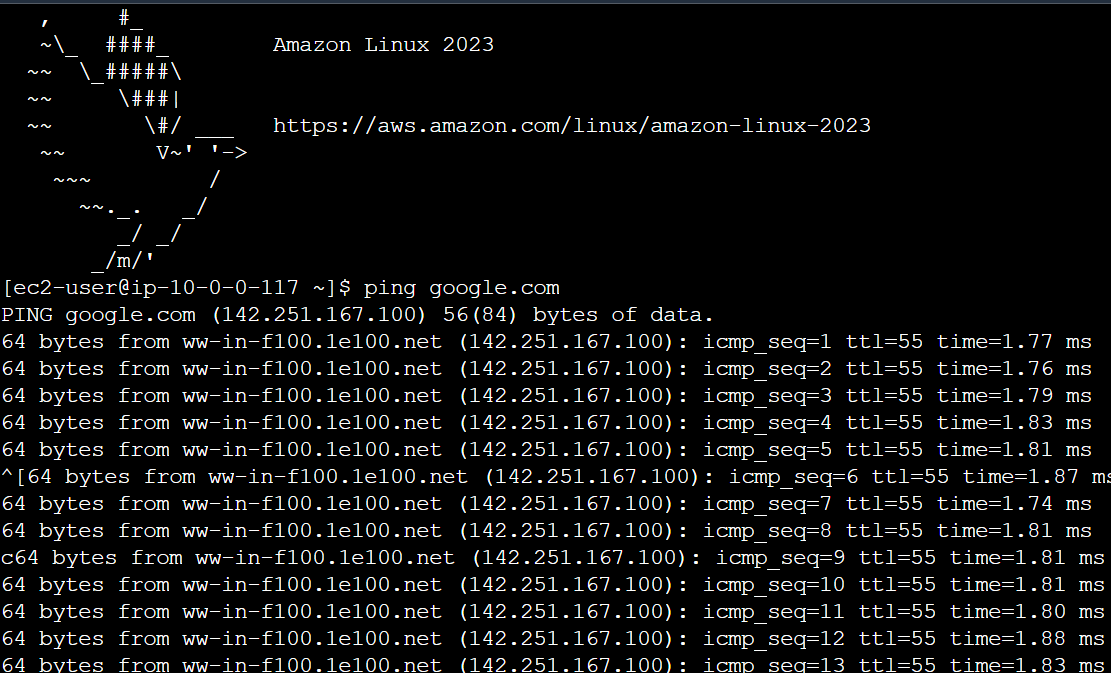 ,     #_
   ~\_  ####_        Amazon Linux 2023
  ~~  \_#####\
  ~~     \###|
  ~~       \#/ ___   https://aws.amazon.com/linux/amazon-linux-2023
   ~~       V~' '->
    ~~~         /
      ~~._.   _/
         _/ _/
       _/m/'
[ec2-user@ip-10-0-0-117 ~]$ ping google.com
PING google.com (142.251.167.100) 56(84) bytes of data.
64 bytes from ww-in-f100.1e100.net (142.251.167.100): icmp_seq=1 ttl=55 time=1.77 ms
64 bytes from ww-in-f100.1e100.net (142.251.167.100): icmp_seq=2 ttl=55 time=1.76 ms
64 bytes from ww-in-f100.1e100.net (142.251.167.100): icmp_seq=3 ttl=55 time=1.79 ms
64 bytes from ww-in-f100.1e100.net (142.251.167.100): icmp_seq=4 ttl=55 time=1.83 ms
64 bytes from ww-in-f100.1e100.net (142.251.167.100): icmp_seq=5 ttl=55 time=1.81 ms
^[64 bytes from ww-in-f100.1e100.net (142.251.167.100): icmp_seq=6 ttl=55 time=1.87 ms
64 bytes from ww-in-f100.1e100.net (142.251.167.100): icmp_seq=7 ttl=55 time=1.74 ms
64 bytes from ww-in-f100.1e100.net (142.251.167.100): icmp_seq=8 ttl=55 time=1.81 ms
c64 bytes from ww-in-f100.1e100.net (142.251.167.100): icmp_seq=9 ttl=55 time=1.81 ms
64 bytes from ww-in-f100.1e100.net (142.251.167.100): icmp_seq=10 ttl=55 time=1.81 ms
64 bytes from ww-in-f100.1e100.net (142.251.167.100): icmp_seq=11 ttl=55 time=1.80 ms
64 bytes from ww-in-f100.1e100.net (142.251.167.100): icmp_seq=12 ttl=55 time=1.88 ms
64 bytes from ww-in-f100.1e100.net (142.251.167.100): icmp_seq=13 ttl=55 time=1.83 ms